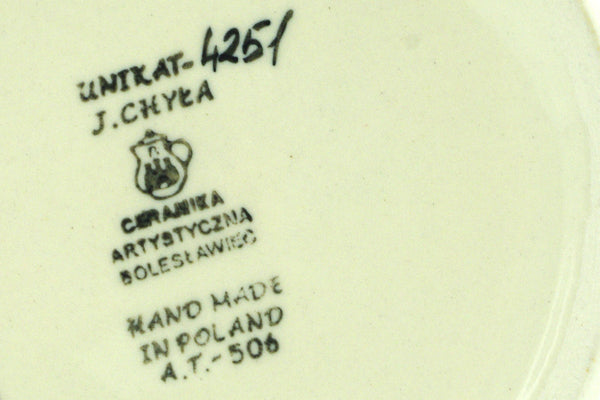 UNIKAT-4251
J. CHYŁA
CERAMIKA
ARTYSTYCZNA
BOLESŁAWIEC
HAND MADE
IN POLAND
A.T.-506